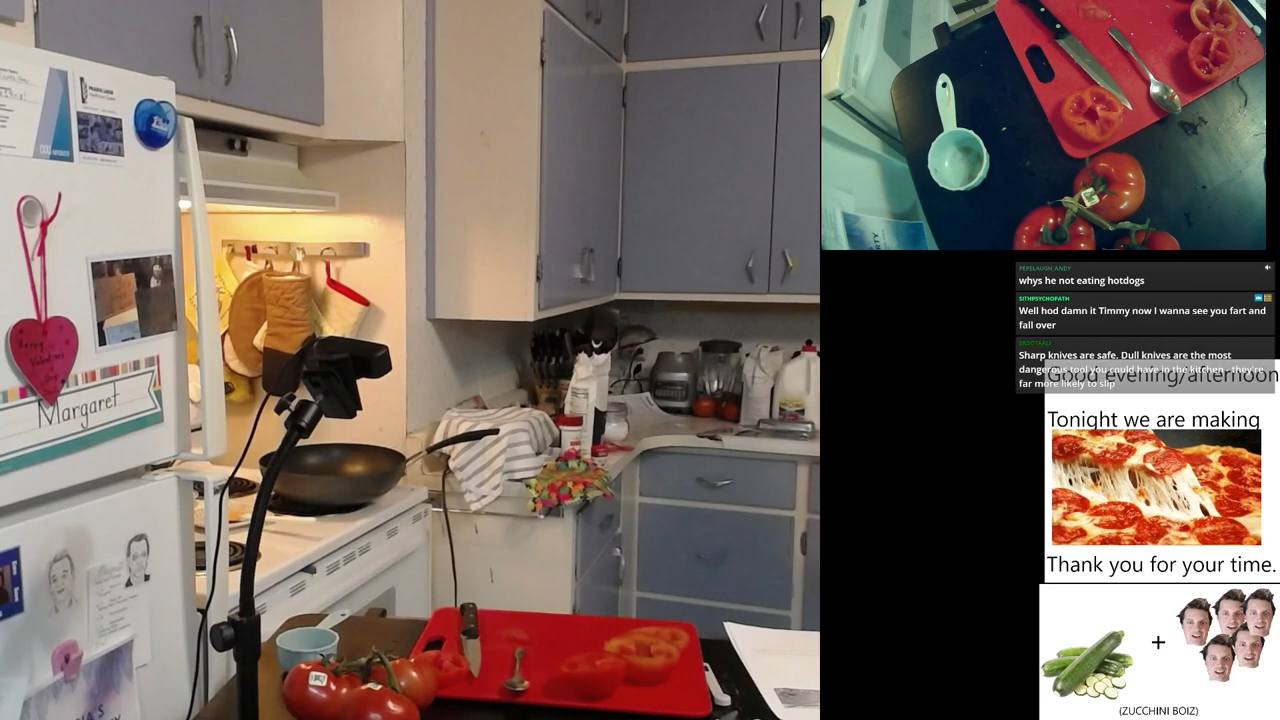 Happy
Valentine's
Day
Margaret
PEPELAUGH_ANDY
whys he not eating hotdogs
SITHPSYCHOPATH
Well hod damn it Timmy now I wanna see you fart and
fall over
Sharp knives are safe. Dull knives are the most
dangerous tool you could have in the kitchen - they're
far more likely to slip
Good evening/afternoon
Tonight we are making
Thank you for your time.
+
(ZUCCHINI BOIZ)